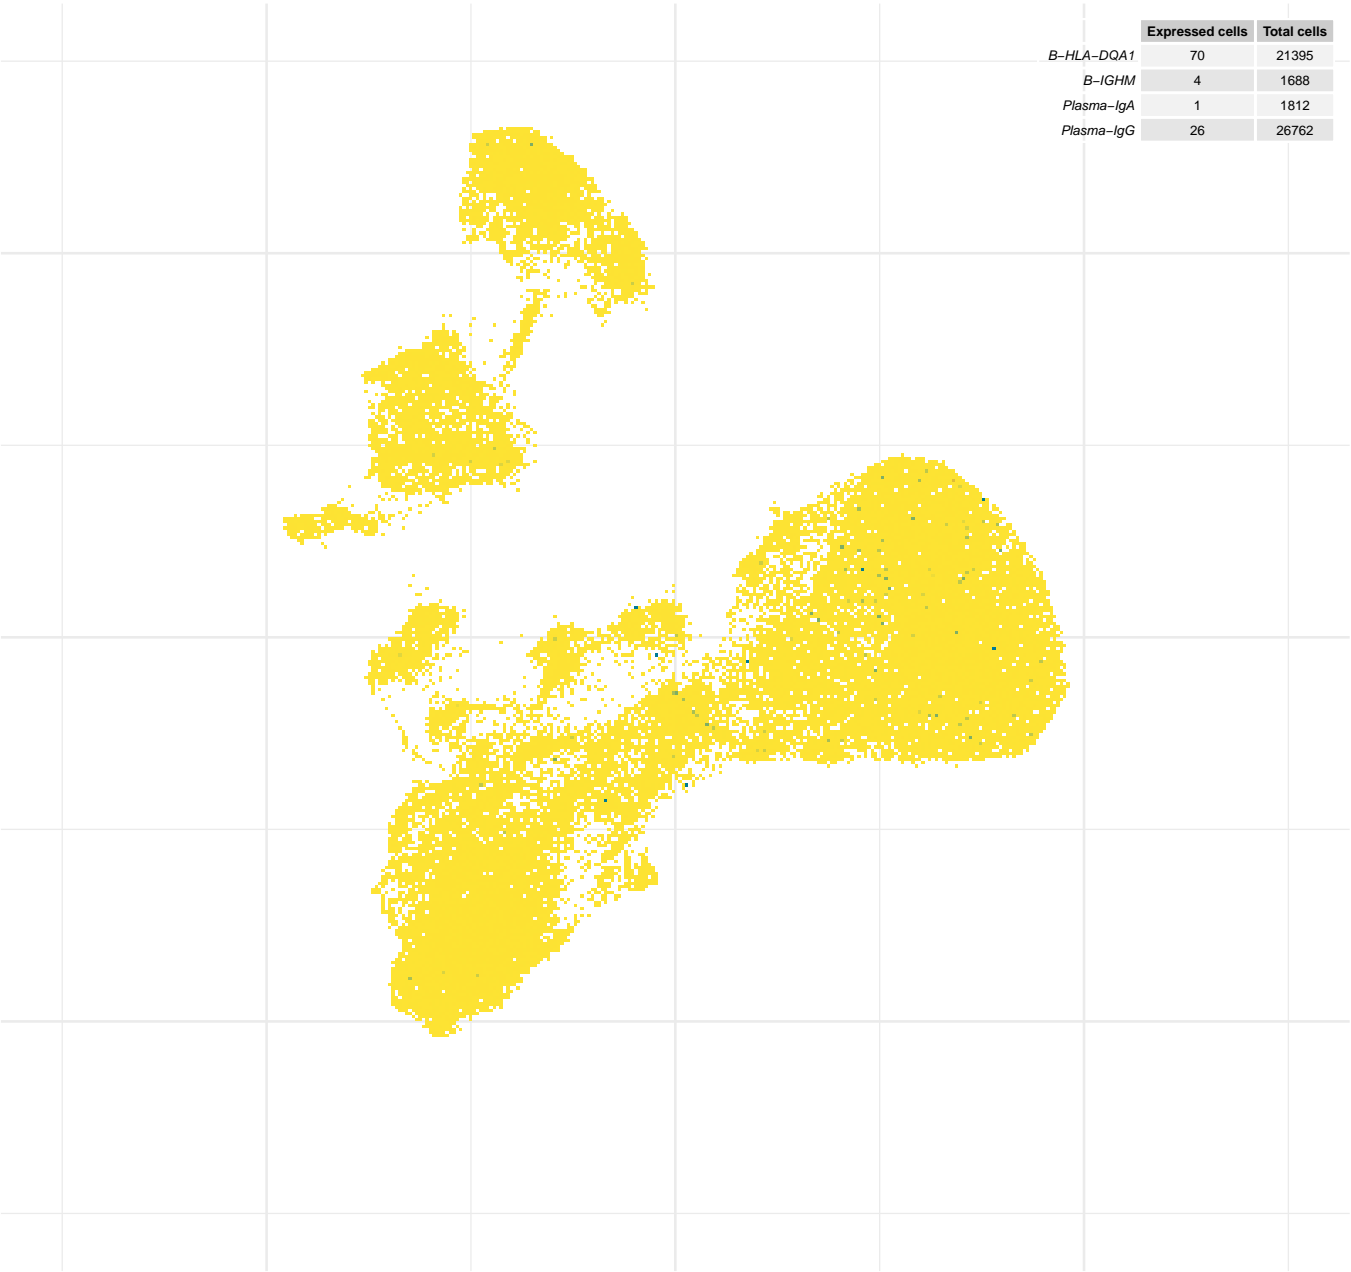 Expressed cells Total cells
B−HLA−DQA1 70 21395
B−IGHM 4 1688
Plasma−IgA 1 1812
Plasma−IgG 26 26762